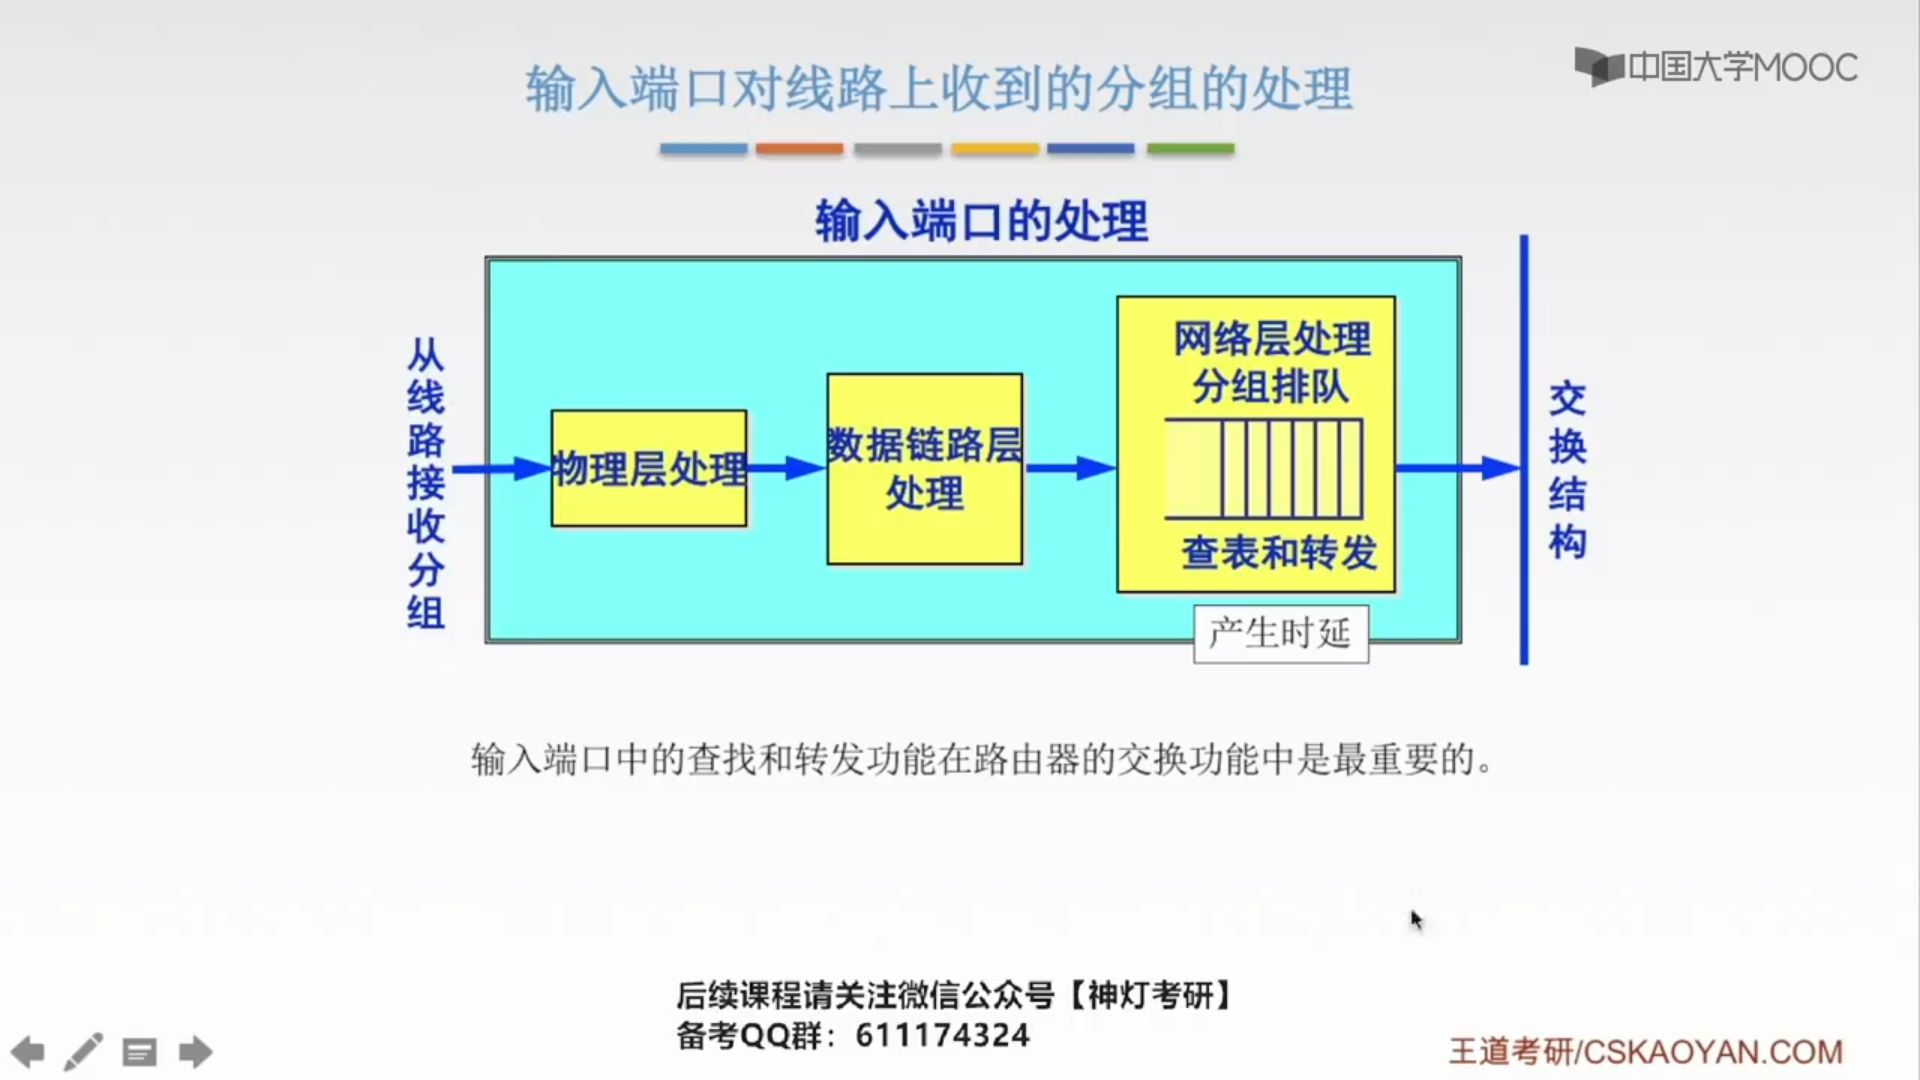 输入端口对线路上收到的分组的处理
中国大学MOOC
输入端口的处理
从线路接收分组
物理层处理
数据链路层
处理
网络层处理
分组排队
查表和转发
产生时延
交换结构
输入端口中的查找和转发功能在路由器的交换功能中是最重要的。
后续课程请关注微信公众号【神灯考研】
备考QQ群：611174324
王道考研/CSKAOYAN.COM